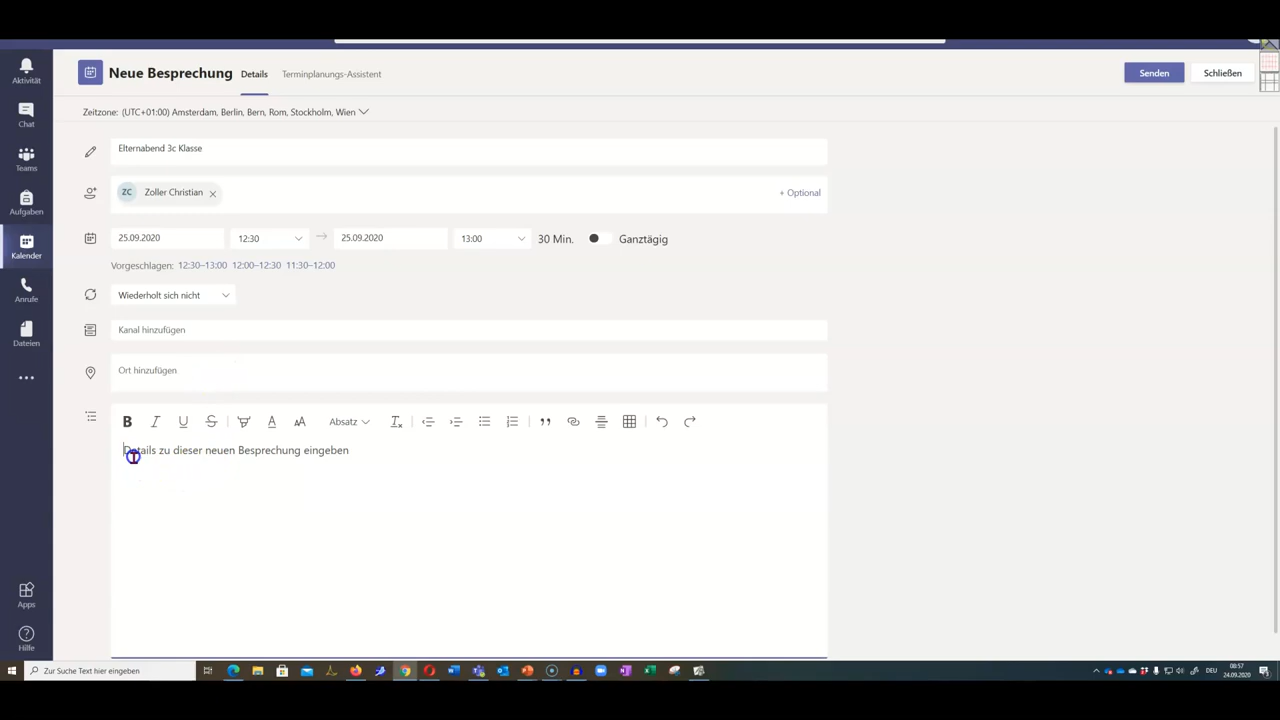 Neue Besprechung Details Terminplanungs-Assistent Senden Schließen
Zeitzone: (UTC+01:00) Amsterdam, Berlin, Bern, Rom, Stockholm, Wien
Aktivität
Chat
Teams
Aufgaben
Kalender
Anrufe
Dateien
Apps
Hilfe
Elternabend 3c Klasse
ZC Zoller Christian + Optional
25.09.2020 12:30 25.09.2020 13:00 30 Min. Ganztägig
Vorgeschlagen: 12:30–13:00 12:00–12:30 11:30–12:00
Wiederholt sich nicht
Kanal hinzufügen
Ort hinzufügen
B I U S A AA Absatz
Details zu dieser neuen Besprechung eingeben
Zur Suche Text hier eingeben
DEU
08:57
24.09.2020